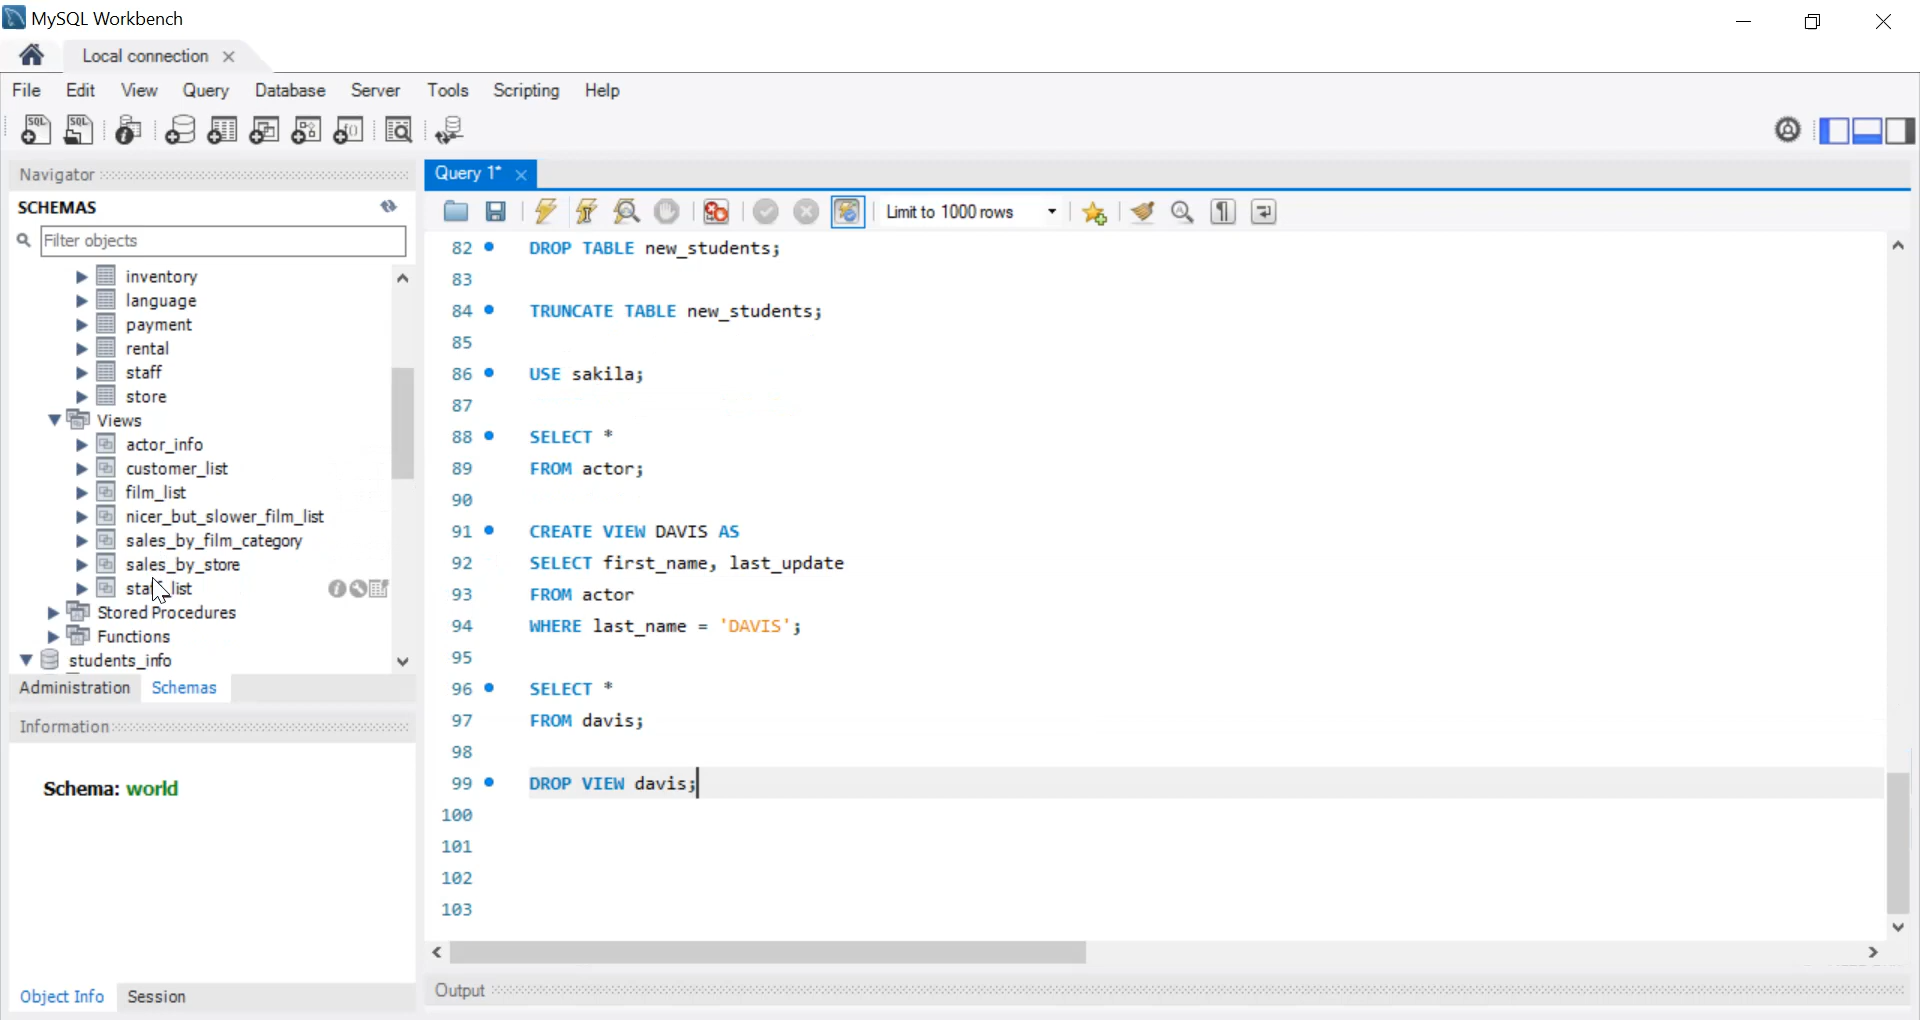 MySQL Workbench
Local connection
File Edit View Query Database Server Tools Scripting Help
Navigator
SCHEMAS
Filter objects
inventory
language
payment
rental
staff
store
Views
actor_info
customer_list
film_list
nicer_but_slower_film_list
sales_by_film_category
sales_by_store
staff_list
Stored Procedures
Functions
students_info
Administration Schemas
Information
Schema: world
Object Info Session
Query 1*
Limit to 1000 rows
82 DROP TABLE new_students;
83
84 TRUNCATE TABLE new_students;
85
86 USE sakila;
87
88 SELECT *
89 FROM actor;
90
91 CREATE VIEW DAVIS AS
92 SELECT first_name, last_update
93 FROM actor
94 WHERE last_name = 'DAVIS';
95
96 SELECT *
97 FROM davis;
98
99 DROP VIEW davis;
100
101
102
103
Output